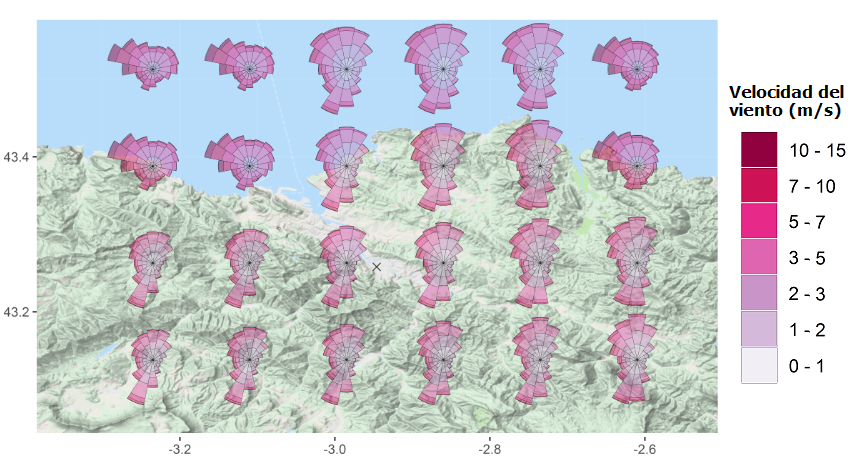 Velocidad del
viento (m/s)
10 - 15
7 - 10
5 - 7
3 - 5
2 - 3
1 - 2
0 - 1
43.4
43.2
-3.2
-3.0
-2.8
-2.6